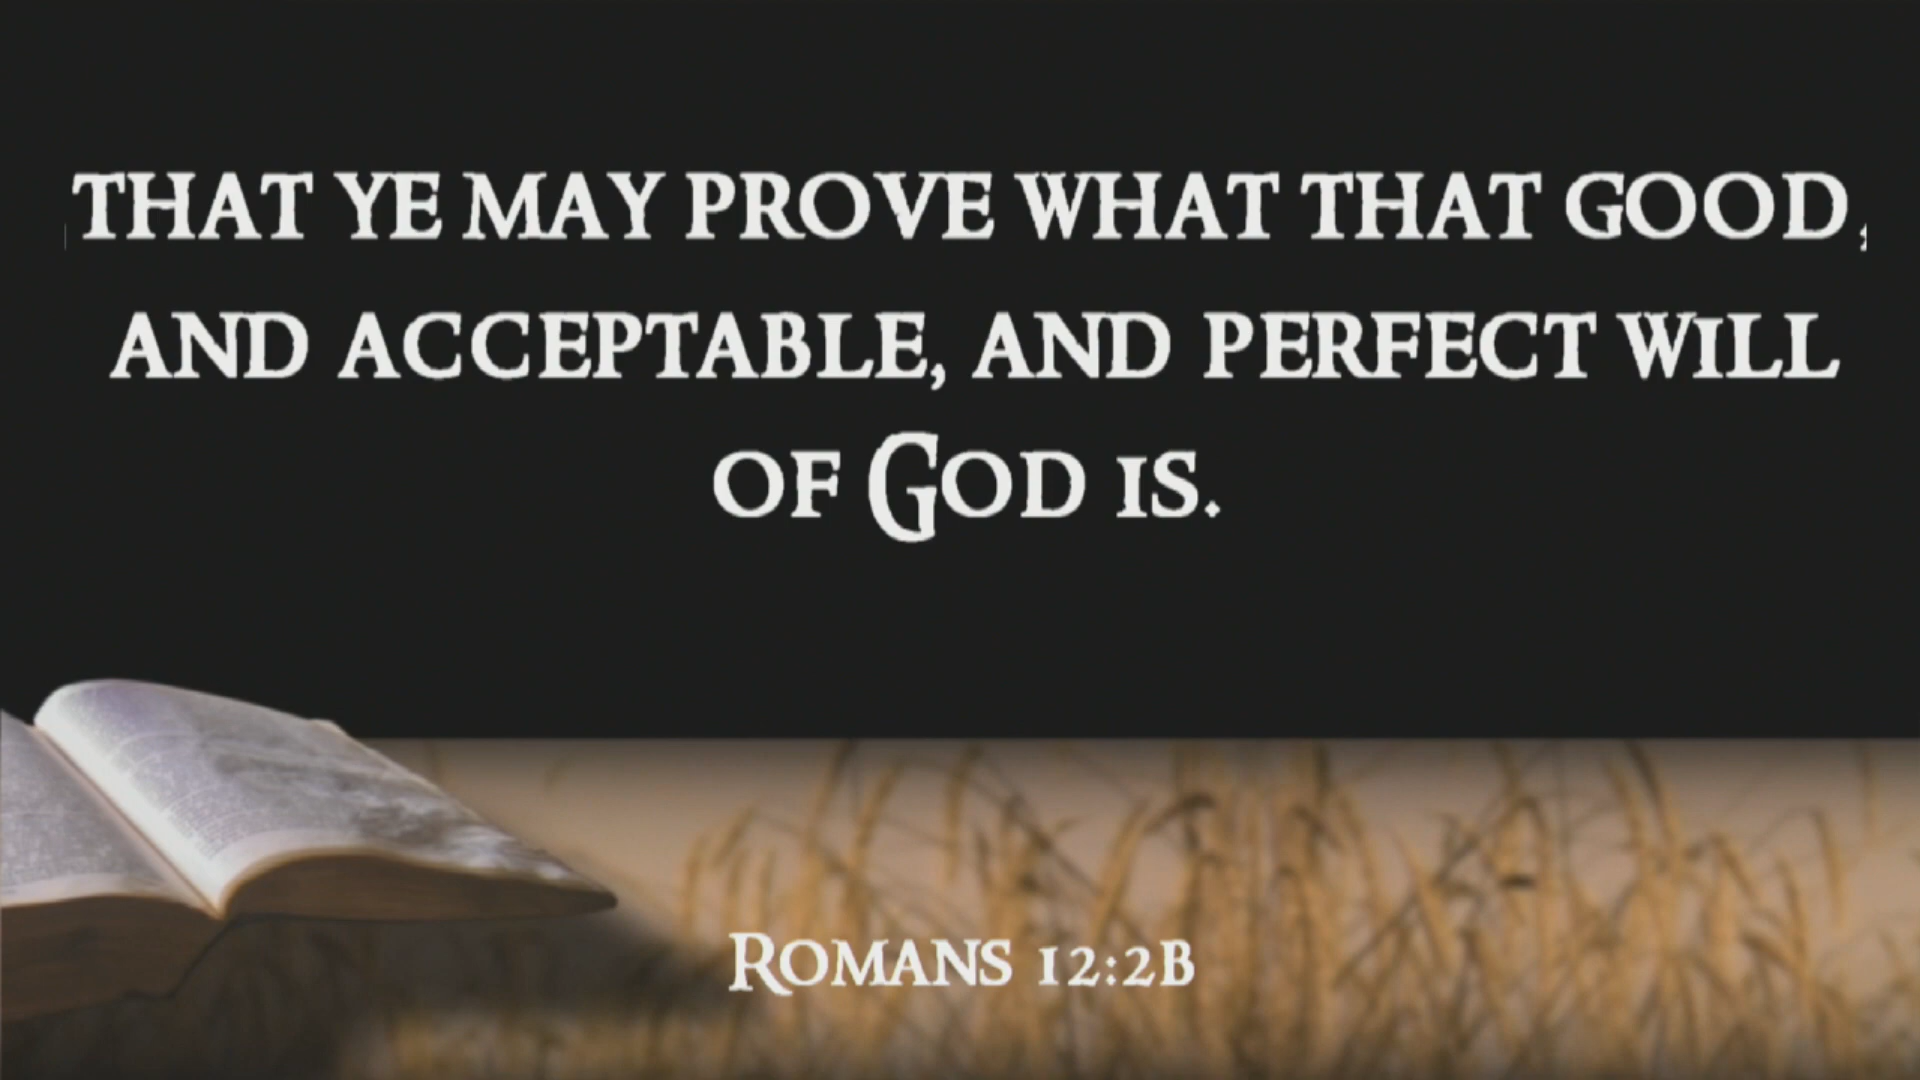 that ye may prove what that good,
and acceptable, and perfect will
of God is.
Romans 12:2b